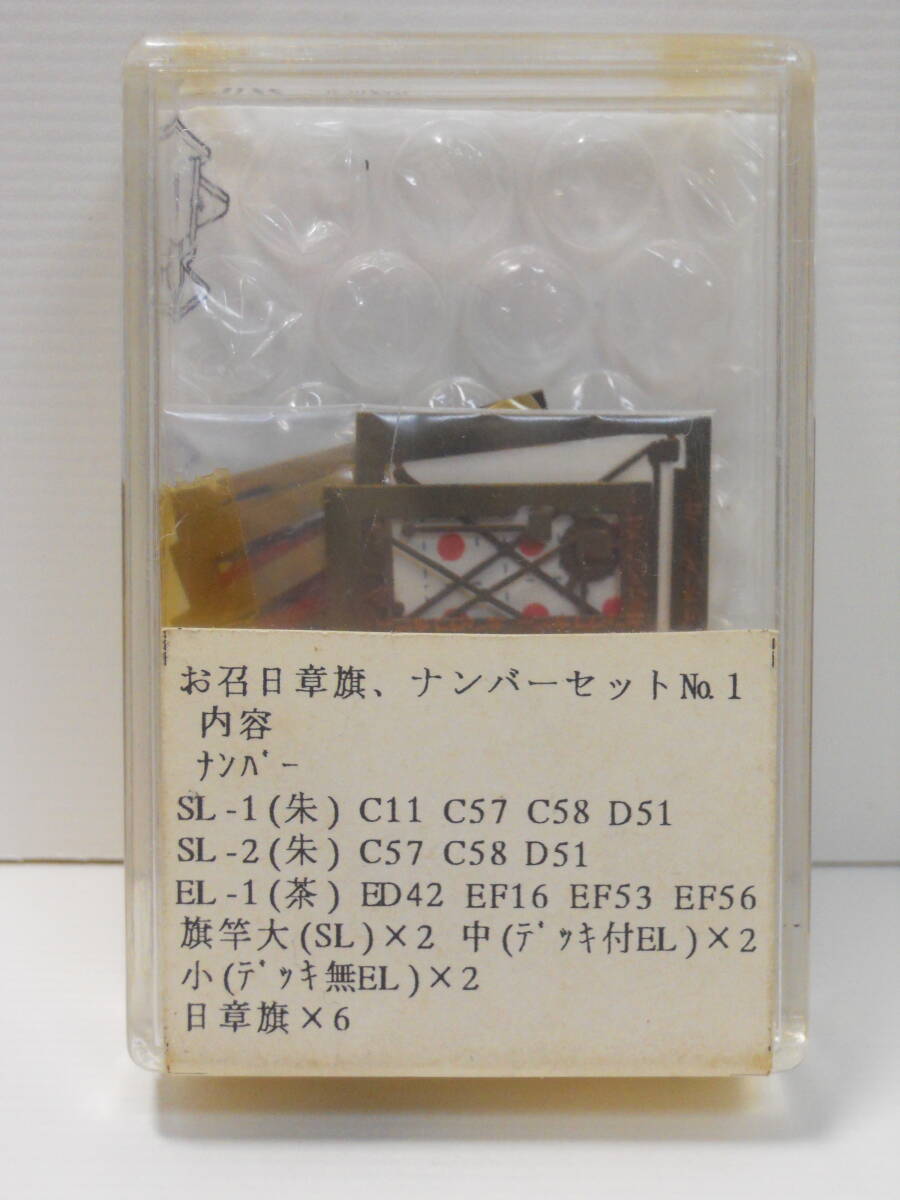 お召日章旗、ナンバーセット№1
内容
ﾅﾝﾊﾞｰ
SL-1(朱) C11 C57 C58 D51
SL-2(朱) C57 C58 D51
EL-1(茶) ED42 EF16 EF53 EF56
旗竿大(SL)×2 中(ﾃﾞｯｷ付EL)×2
小(ﾃﾞｯｷ無EL)×2
日章旗×6